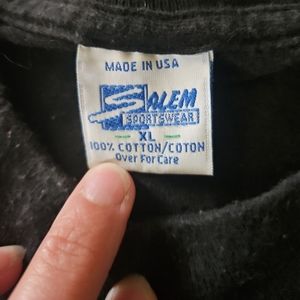 MADE IN USA
SALEM
SPORTSWEAR
XL
100% COTTON/COTON
Over For Care